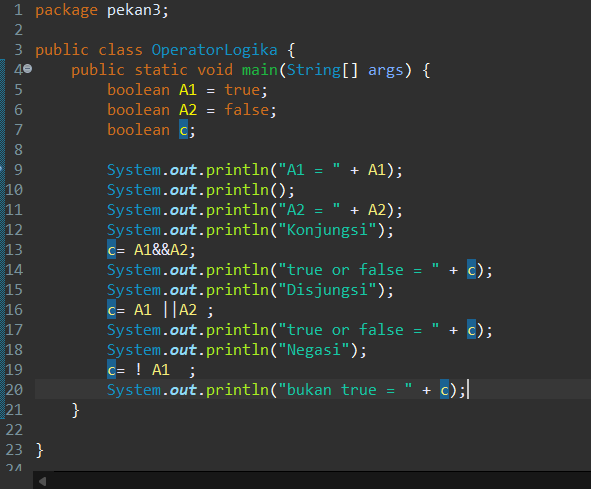 1 package pekan3;
2
3 public class OperatorLogika {
4 public static void main(String[] args) {
5 boolean A1 = true;
6 boolean A2 = false;
7 boolean c;
8
9 System.out.println("A1 = " + A1);
10 System.out.println();
11 System.out.println("A2 = " + A2);
12 System.out.println("Konjungsi");
13 c= A1&&A2;
14 System.out.println("true or false = " + c);
15 System.out.println("Disjungsi");
16 c= A1 ||A2 ;
17 System.out.println("true or false = " + c);
18 System.out.println("Negasi");
19 c= ! A1  ;
20 System.out.println("bukan true = " + c);
21 }
22
23 }
24